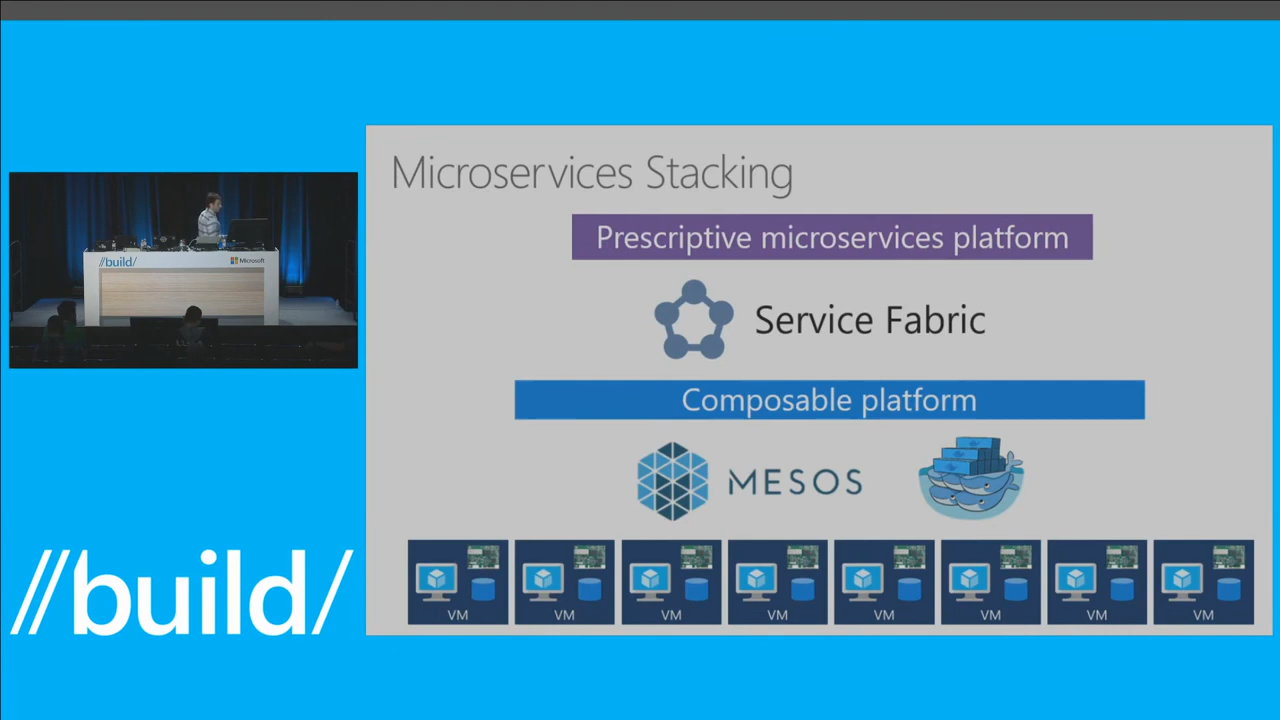 Microservices Stacking
Prescriptive microservices platform
Service Fabric
Composable platform
MESOS
VM VM VM VM VM VM VM VM
//build/
Microsoft
//build/